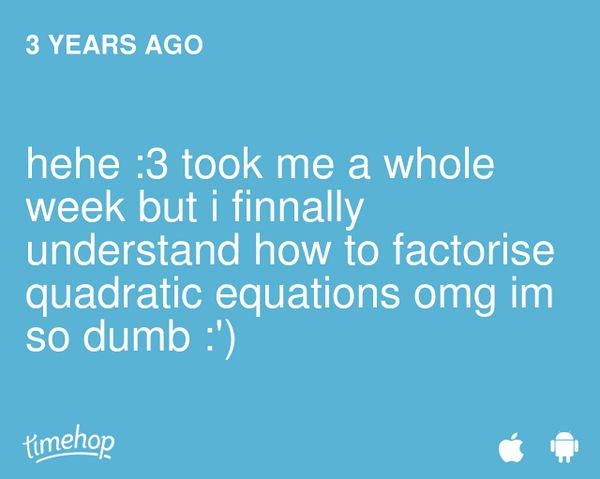 3 YEARS AGO
hehe :3 took me a whole
week but i finnally
understand how to factorise
quadratic equations omg im
so dumb :')
timehop